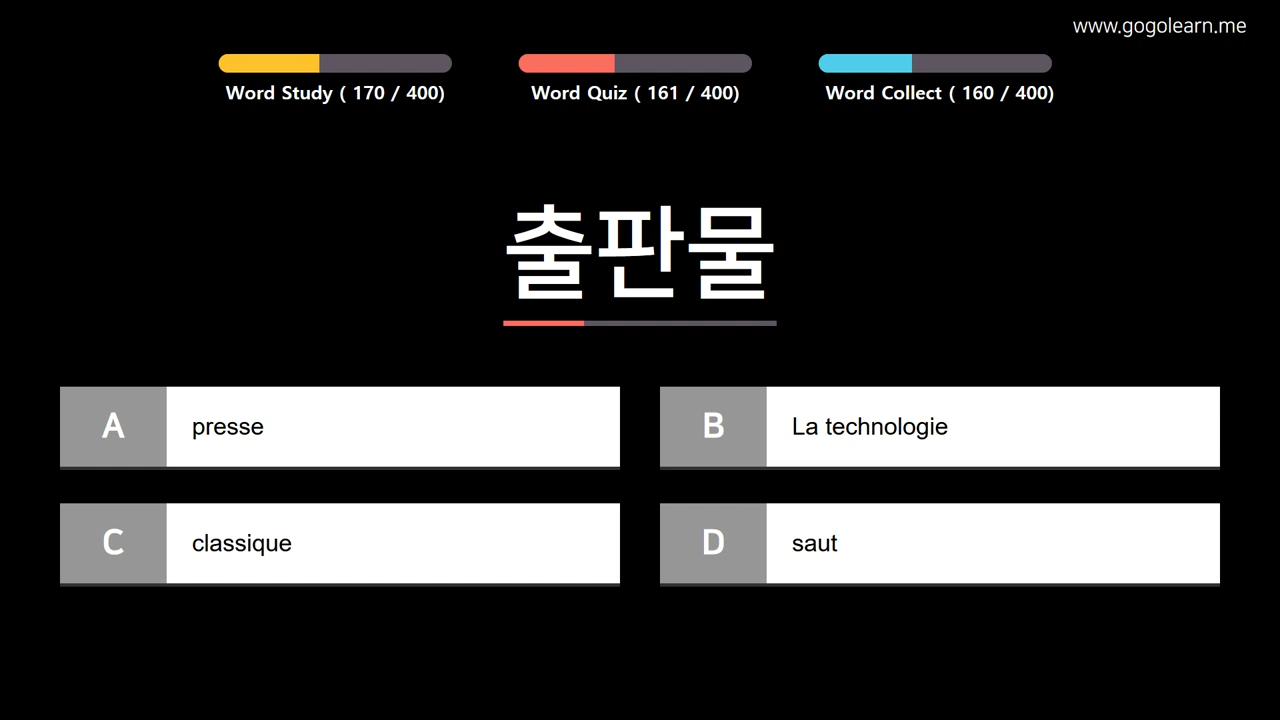 www.gogolearn.me
Word Study ( 170 / 400)
Word Quiz ( 161 / 400)
Word Collect ( 160 / 400)
출판물
A presse
B La technologie
C classique
D saut